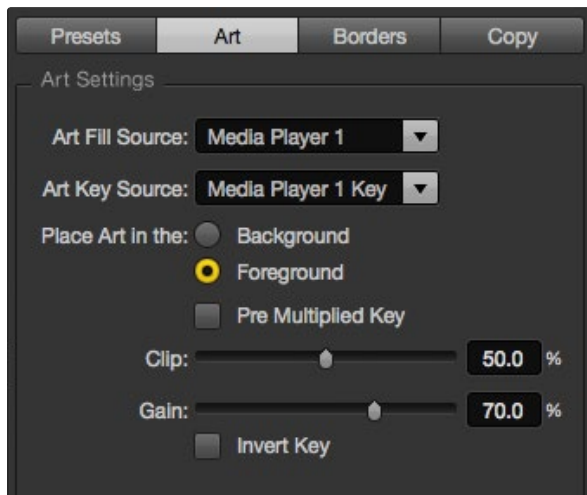 Presets Art Borders Copy
Art Settings
Art Fill Source: Media Player 1
Art Key Source: Media Player 1 Key
Place Art in the: Background
Foreground
Pre Multiplied Key
Clip: 50.0 %
Gain: 70.0 %
Invert Key